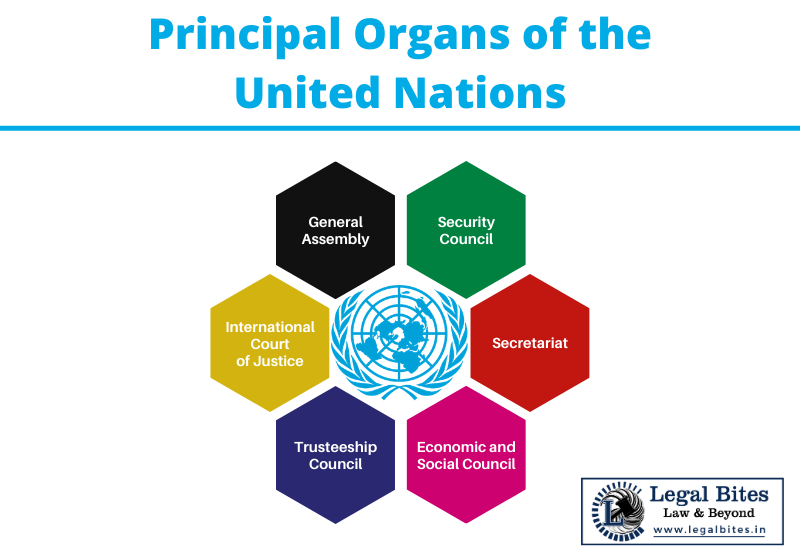 Principal Organs of the
United Nations
General
Assembly
Security
Council
International
Court
of Justice
Secretariat
Trusteeship
Council
Economic and
Social Council
Legal Bites
Law & Beyond
www.legalbites.in